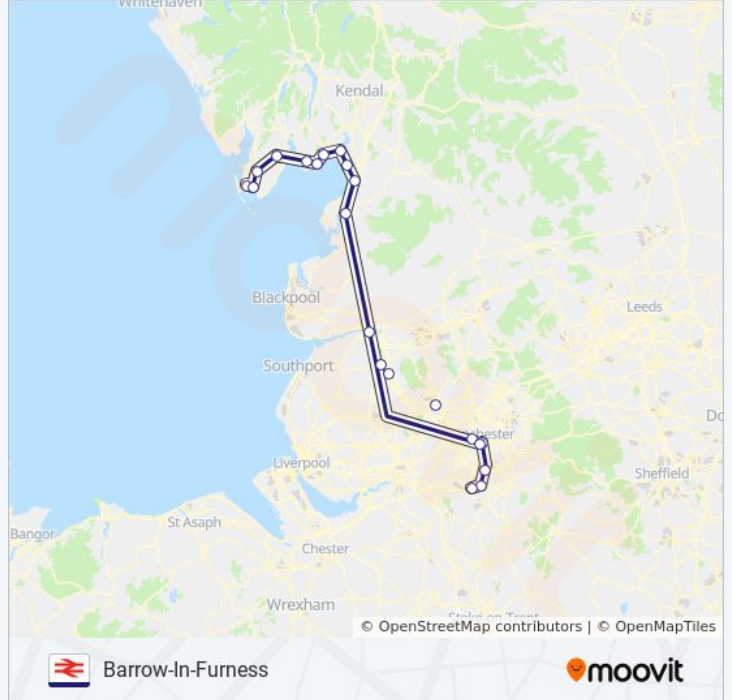 Whitehaven
Kendal
Blackpool
Leeds
Southport
chester
Liverpool
Sheffield
St Asaph
Bangor
Chester
Wrexham
© OpenStreetMap contributors | © OpenMapTiles
Barrow-In-Furness
moovit